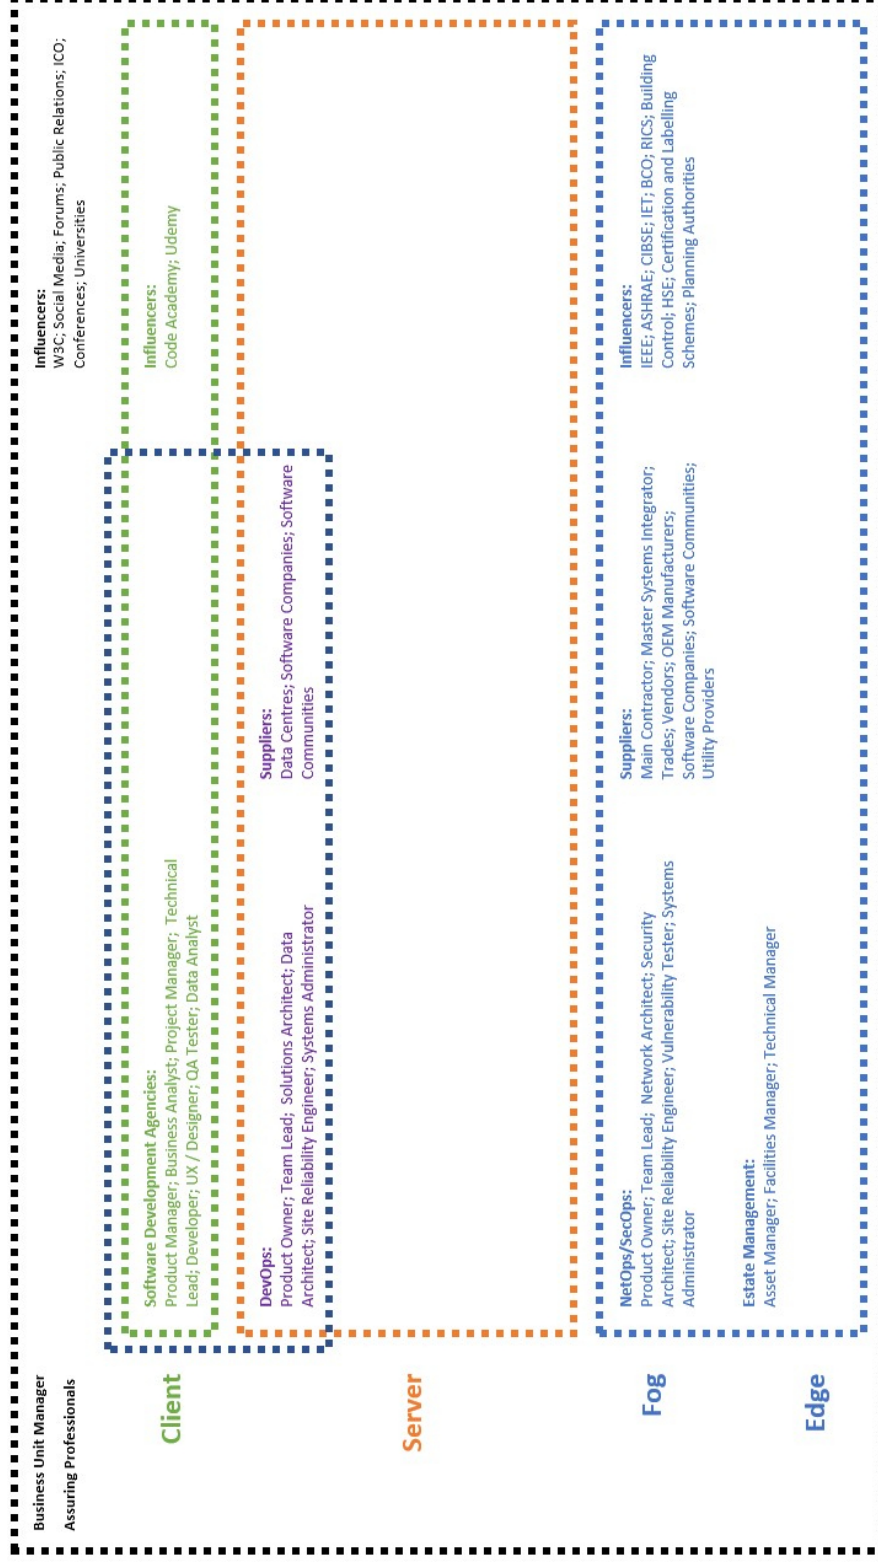 Business Unit Manager
Assuring Professionals
Influencers:
W3C; Social Media; Forums; Public Relations; ICO;
Conferences; Universities
Client
Software Development Agencies:
Product Manager; Business Analyst; Project Manager; Technical
Lead; Developer; UX / Designer; QA Tester; Data Analyst
Influencers:
Code Academy; Udemy
Server
DevOps:
Product Owner; Team Lead; Solutions Architect; Data
Architect; Site Reliability Engineer; Systems Administrator
Suppliers:
Data Centres; Software Companies; Software
Communities
Fog
NetOps/SecOps:
Product Owner; Team Lead; Network Architect; Security
Architect; Site Reliability Engineer; Vulnerability Tester; Systems
Administrator
Suppliers:
Main Contractor; Master Systems Integrator;
Trades; Vendors; OEM Manufacturers;
Software Companies; Software Communities;
Utility Providers
Influencers:
IEEE; ASHRAE; CIBSE; IET; BCO; RICS; Building
Control; HSE; Certification and Labelling
Schemes; Planning Authorities
Edge
Estate Management:
Asset Manager; Facilities Manager; Technical Manager